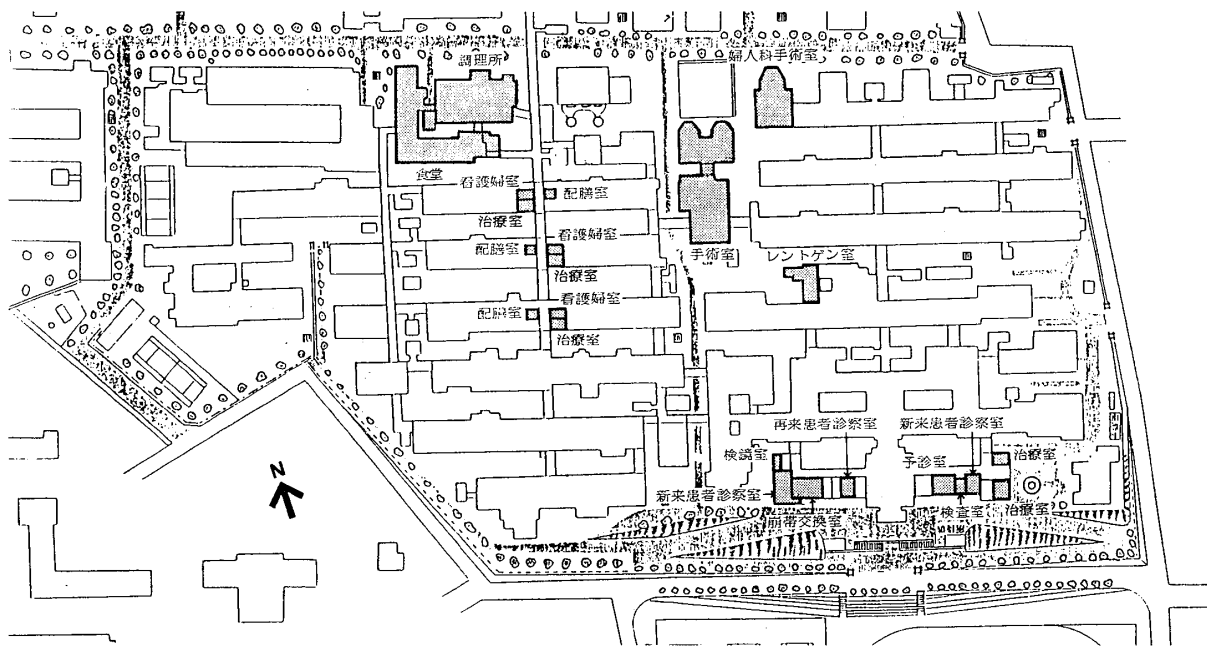 婦人科手術室
調理所
食堂
看護婦室
配膳室
治療室
看護婦室
配膳室
治療室
手術室
レントゲン室
看護婦室
配膳室
治療室
再来患者診察室
新来患者診察室
検鏡室
予診室
治療室
新来患者診察室
繃帯交換室
検査室
治療室
N